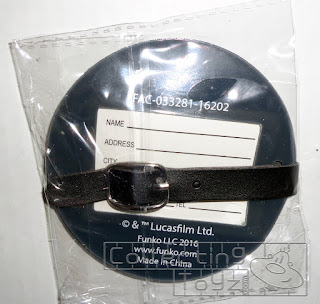 FAC-033281-16202
NAME
ADDRESS
CITY
TEL
© & ™ Lucasfilm Ltd.
Funko LLC 2016
www.funko.com
Made in China
Collecting
Toyz